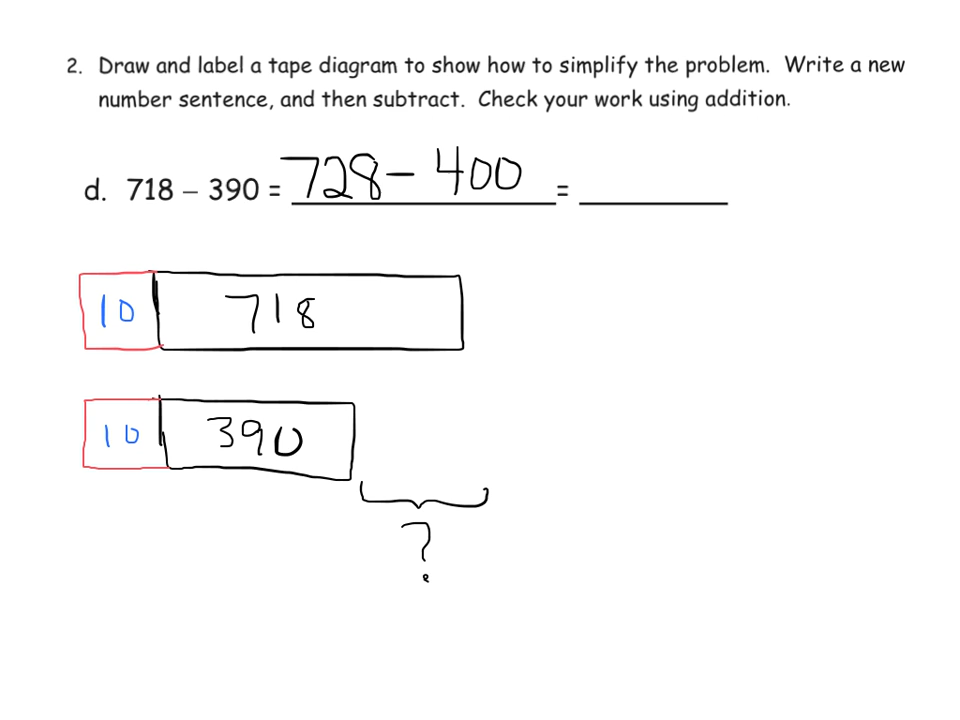 2. Draw and label a tape diagram to show how to simplify the problem. Write a new
number sentence, and then subtract. Check your work using addition.
d. 718 – 390 = 728 – 400 = ________
10 718
10 390
?